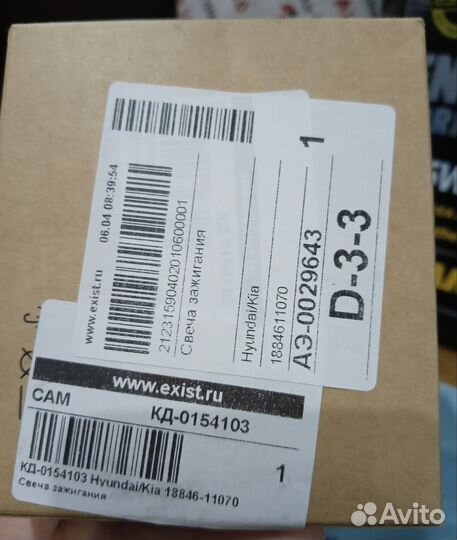 www.exist.ru
06.04 08:39:54
2123159040201060001
Свеча зажигания
Hyundai/Kia
1884611070
1
АЭ-0029643
D-3-3
www.exist.ru
САМ
КД-0154103
КД-0154103 Hyundai/Kia 18846-11070
Свеча зажигания
1
Avito